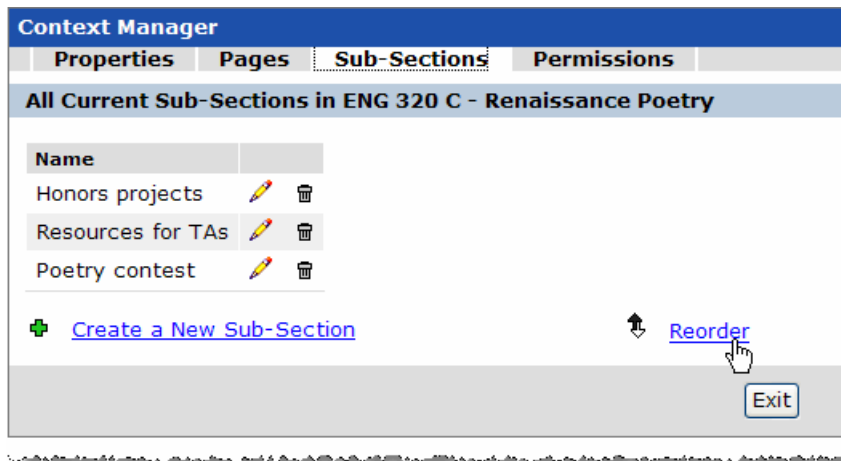 Context Manager
Properties Pages Sub-Sections Permissions
All Current Sub-Sections in ENG 320 C - Renaissance Poetry
Name
Honors projects
Resources for TAs
Poetry contest
Create a New Sub-Section Reorder
Exit